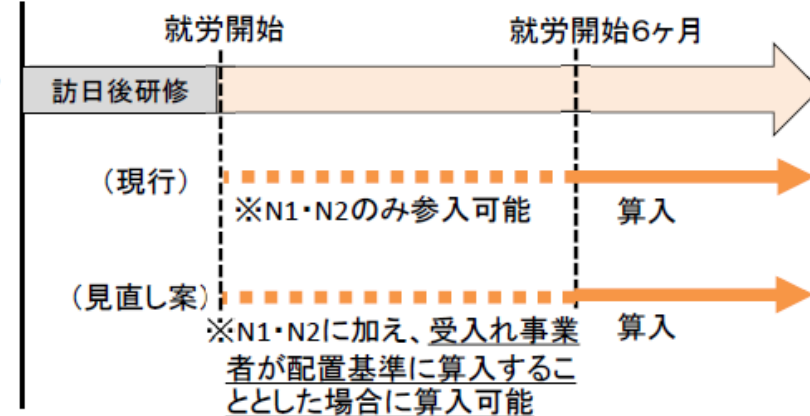 就労開始
就労開始6ヶ月
訪日後研修
（現行）
※N1・N2のみ参入可能
算入
（見直し案）
※N1・N2に加え、受入れ事業
者が配置基準に算入するこ
ととした場合に算入可能
算入